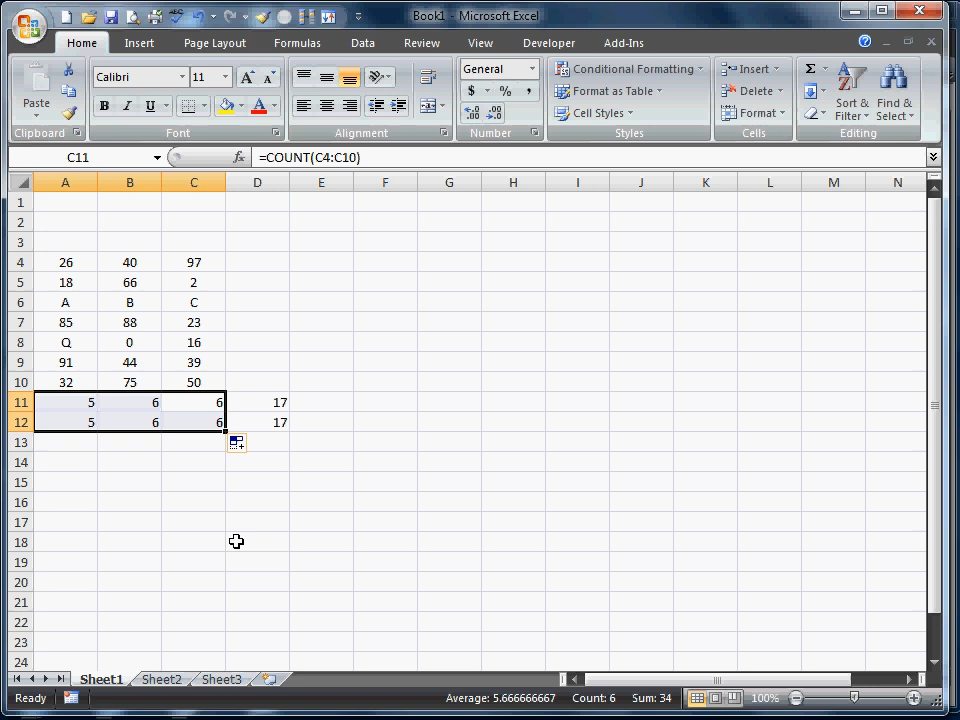 Book1 - Microsoft Excel
Home Insert Page Layout Formulas Data Review View Developer Add-Ins
Calibri 11 General Conditional Formatting Insert Σ
Paste B I U $ % , Format as Table Delete Sort & Filter Find & Select
Cell Styles Format
Clipboard Font Alignment Number Styles Cells Editing
C11 fx =COUNT(C4:C10)
A B C D E F G H I J K L M N
1
2
3
4 26 40 97
5 18 66 2
6 A B C
7 85 88 23
8 Q 0 16
9 91 44 39
10 32 75 50
11 5 6 6 17
12 5 6 6 17
13
14
15
16
17
18
19
20
21
22
23
24
Sheet1 Sheet2 Sheet3
Ready Average: 5.666666667 Count: 6 Sum: 34 100%